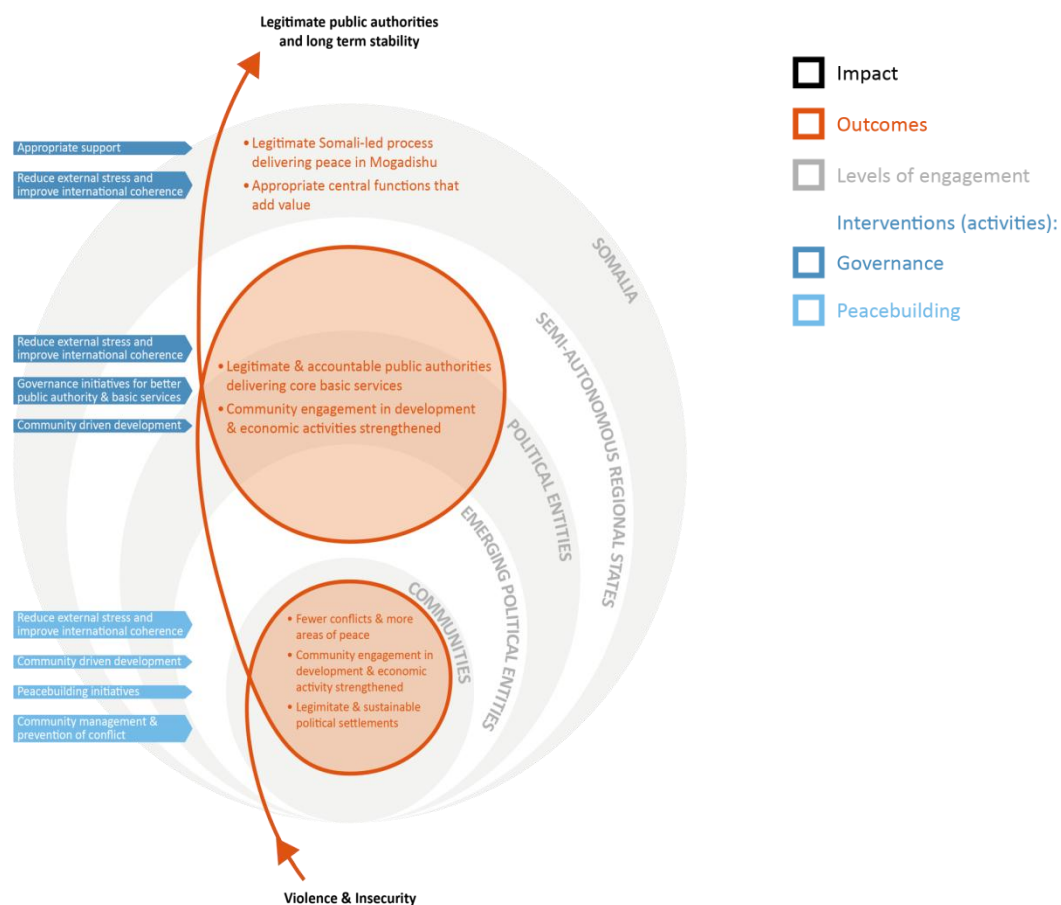 Legitimate public authorities
and long term stability
Impact
Outcomes
Levels of engagement
Interventions (activities):
Governance
Peacebuilding
Appropriate support
Reduce external stress and
improve international coherence
• Legitimate Somali-led process
delivering peace in Mogadishu
• Appropriate central functions that
add value
SOMALIA
SEMI-AUTONOMOUS REGIONAL STATES
POLITICAL ENTITIES
EMERGING POLITICAL ENTITIES
COMMUNITIES
Reduce external stress and
improve international coherence
Governance initiatives for better
public authority & basic services
Community driven development
• Legitimate & accountable public authorities
delivering core basic services
• Community engagement in development
& economic activities strengthened
Reduce external stress and
improve international coherence
Community driven development
Peacebuilding initiatives
Community management &
prevention of conflict
• Fewer conflicts & more
areas of peace
• Community engagement in
development & economic
activity strengthened
• Legimitate & sustainable
political settlements
Violence & Insecurity